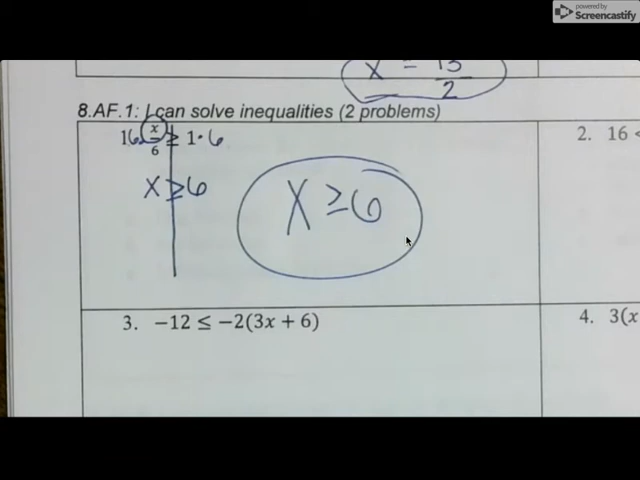 powered by
Screencastify
x = 15/2
8.AF.1: I can solve inequalities (2 problems)
x/6 ≥ 1·6
x ≥ 6
X ≥ 6
2. 16 <
3. −12 ≤ −2(3x + 6)
4. 3(x